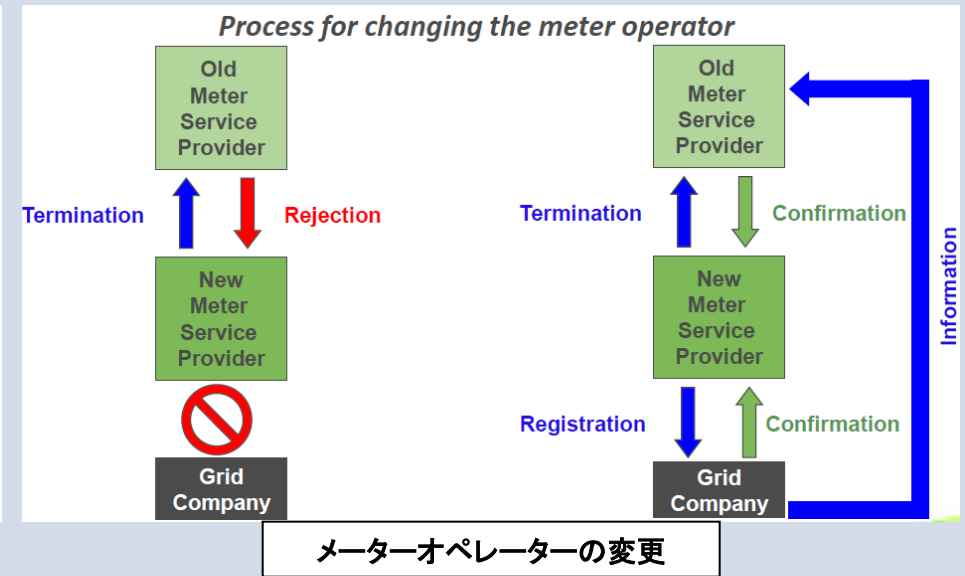 Process for changing the meter operator
Old
Meter
Service
Provider
Termination
Rejection
New
Meter
Service
Provider
Grid
Company
Old
Meter
Service
Provider
Termination
Confirmation
New
Meter
Service
Provider
Registration
Confirmation
Grid
Company
Information
メーターオペレーターの変更